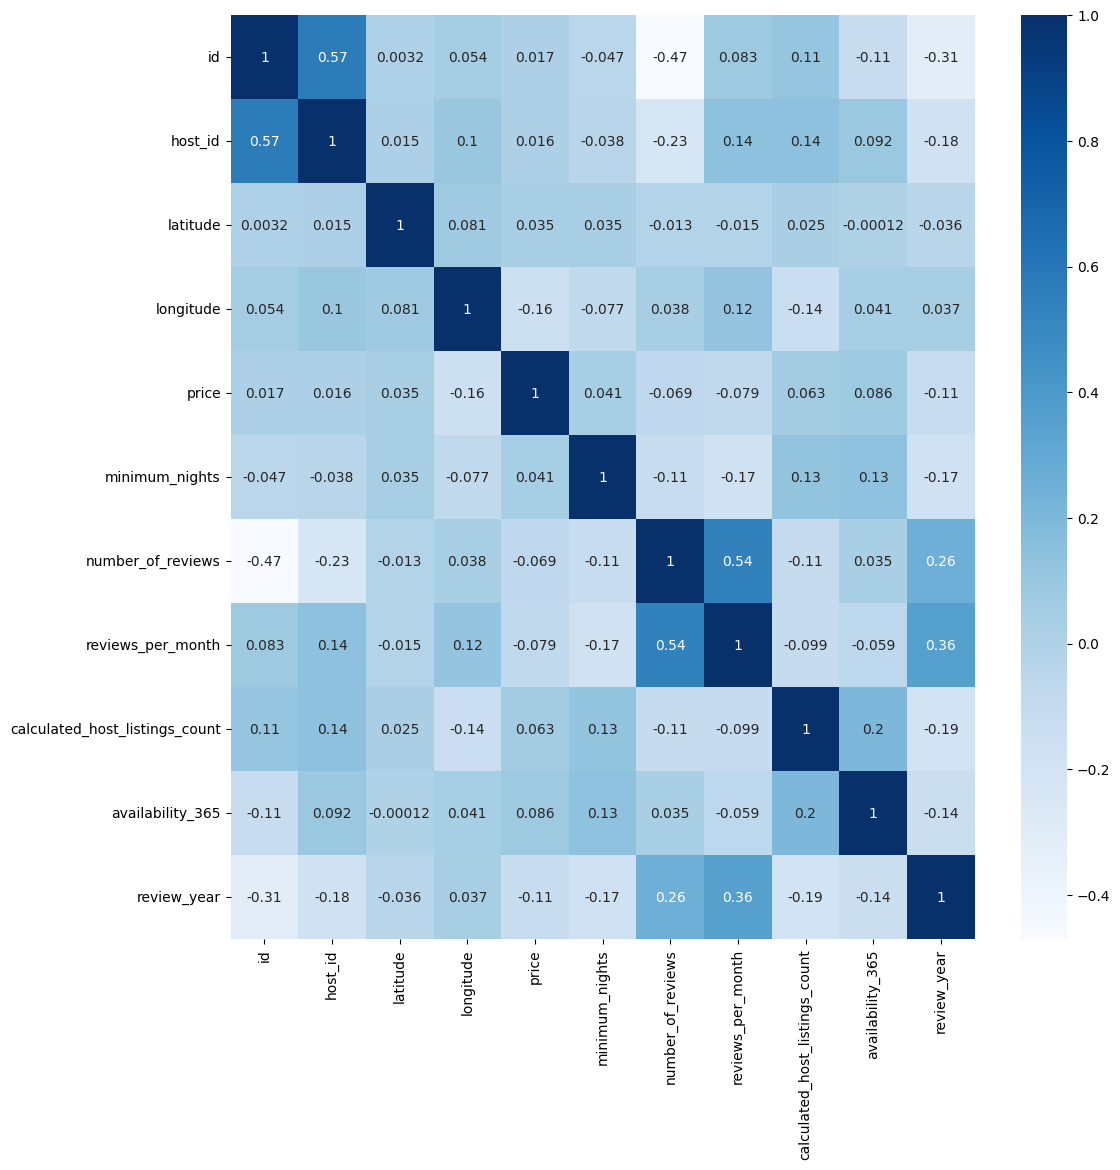 id 1 0.57 0.0032 0.054 0.017 -0.047 -0.47 0.083 0.11 -0.11 -0.31
host_id 0.57 1 0.015 0.1 0.016 -0.038 -0.23 0.14 0.14 0.092 -0.18
latitude 0.0032 0.015 1 0.081 0.035 0.035 -0.013 -0.015 0.025 -0.00012 -0.036
longitude 0.054 0.1 0.081 1 -0.16 -0.077 0.038 0.12 -0.14 0.041 0.037
price 0.017 0.016 0.035 -0.16 1 0.041 -0.069 -0.079 0.063 0.086 -0.11
minimum_nights -0.047 -0.038 0.035 -0.077 0.041 1 -0.11 -0.17 0.13 0.13 -0.17
number_of_reviews -0.47 -0.23 -0.013 0.038 -0.069 -0.11 1 0.54 -0.11 0.035 0.26
reviews_per_month 0.083 0.14 -0.015 0.12 -0.079 -0.17 0.54 1 -0.099 -0.059 0.36
calculated_host_listings_count 0.11 0.14 0.025 -0.14 0.063 0.13 -0.11 -0.099 1 0.2 -0.19
availability_365 -0.11 0.092 -0.00012 0.041 0.086 0.13 0.035 -0.059 0.2 1 -0.14
review_year -0.31 -0.18 -0.036 0.037 -0.11 -0.17 0.26 0.36 -0.19 -0.14 1
id
host_id
latitude
longitude
price
minimum_nights
number_of_reviews
reviews_per_month
calculated_host_listings_count
availability_365
review_year
1.0
0.8
0.6
0.4
0.2
0.0
−0.2
−0.4